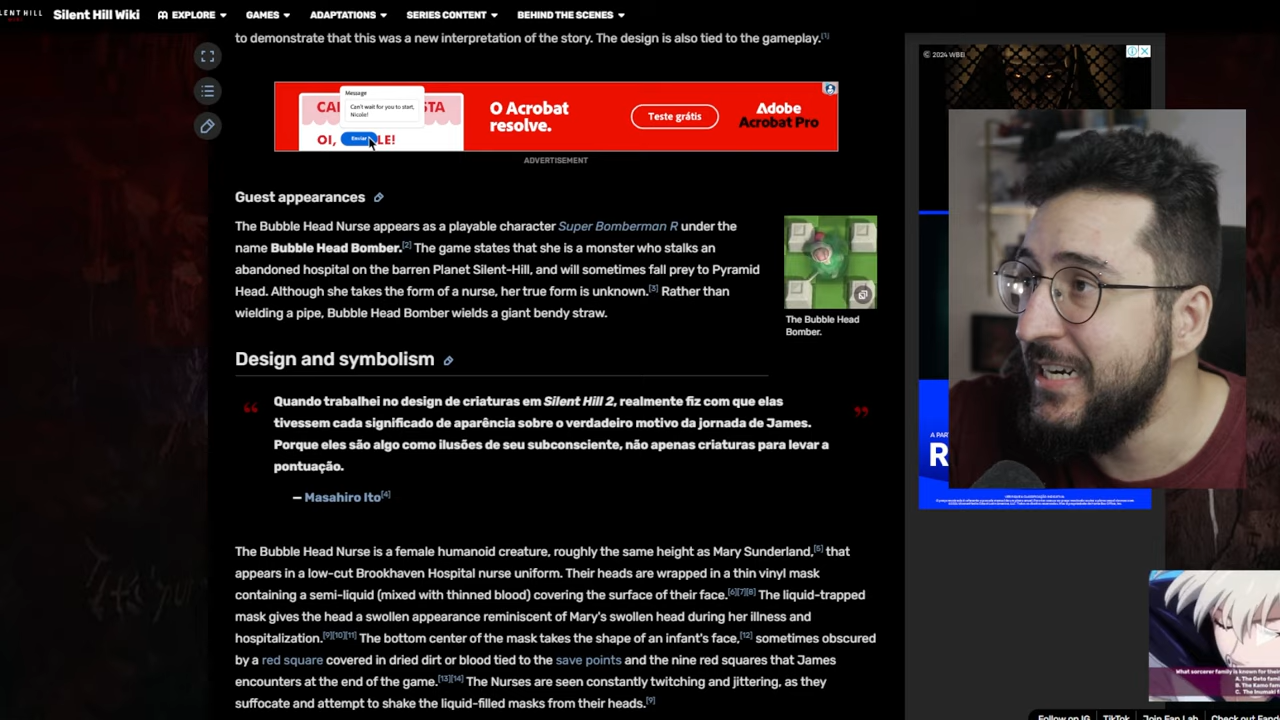 ENT HILL
Silent Hill Wiki
EXPLORE
GAMES
ADAPTATIONS
SERIES CONTENT
BEHIND THE SCENES
to demonstrate that this was a new interpretation of the story. The design is also tied to the gameplay.[1]
Message
Can't wait for you to start,
Nicole!
Enviar
CA
STA
OI,
LE!
O Acrobat
resolve.
Teste grátis
Adobe
Acrobat Pro
ADVERTISEMENT
© 2024 WBEI
Guest appearances
The Bubble Head Nurse appears as a playable character Super Bomberman R under the
name Bubble Head Bomber.[2] The game states that she is a monster who stalks an
abandoned hospital on the barren Planet Silent-Hill, and will sometimes fall prey to Pyramid
Head. Although she takes the form of a nurse, her true form is unknown.[3] Rather than
wielding a pipe, Bubble Head Bomber wields a giant bendy straw.
The Bubble Head
Bomber.
Design and symbolism
Quando trabalhei no design de criaturas em Silent Hill 2, realmente fiz com que elas
tivessem cada significado de aparência sobre o verdadeiro motivo da jornada de James.
Porque eles são algo como ilusões de seu subconsciente, não apenas criaturas para levar a
pontuação.
— Masahiro Ito[4]
A PAR
R
The Bubble Head Nurse is a female humanoid creature, roughly the same height as Mary Sunderland,[5] that
appears in a low-cut Brookhaven Hospital nurse uniform. Their heads are wrapped in a thin vinyl mask
containing a semi-liquid (mixed with thinned blood) covering the surface of their face.[6][7][8] The liquid-trapped
mask gives the head a swollen appearance reminiscent of Mary's swollen head during her illness and
hospitalization.[9][10][11] The bottom center of the mask takes the shape of an infant's face,[12] sometimes obscured
by a red square covered in dried dirt or blood tied to the save points and the nine red squares that James
encounters at the end of the game.[13][14] They are seen constantly twitching and jittering, as they
suffocate and attempt to shake the liquid-filled masks from their heads.[9]
What sorcerer family is known for their
A. The Geto fami
B. The Kamo fam
C. The Inumaki f
Follow on IG
TikTok
Join Fan Lab
Check out Fand